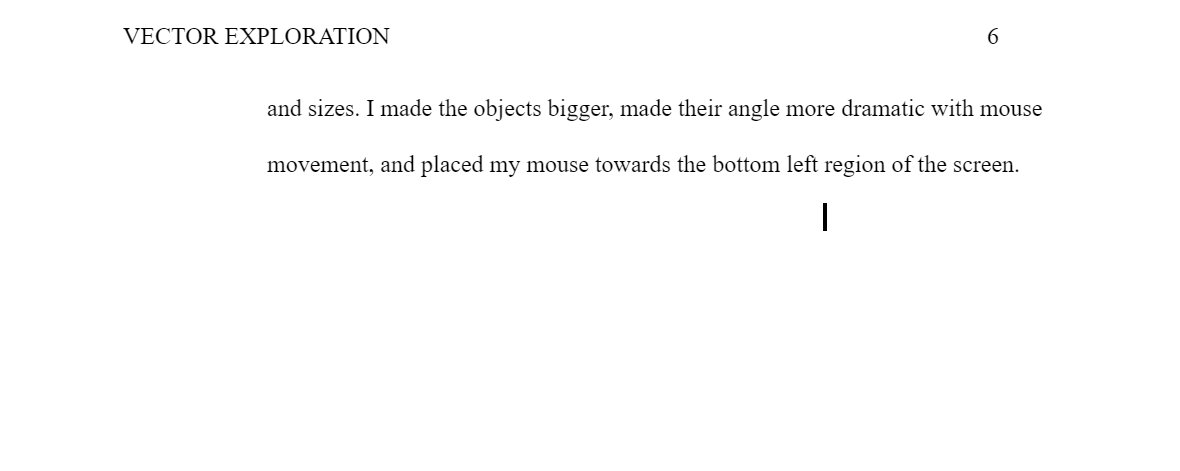 VECTOR EXPLORATION 6
and sizes. I made the objects bigger, made their angle more dramatic with mouse
movement, and placed my mouse towards the bottom left region of the screen.